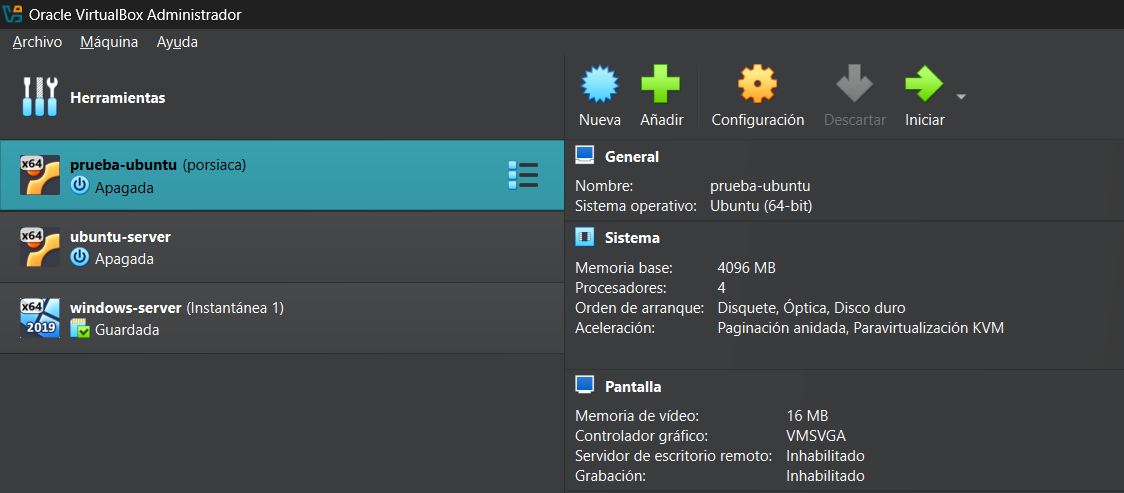 Oracle VirtualBox Administrador
Archivo Máquina Ayuda
Herramientas
x64
prueba-ubuntu (porsiaca)
Apagada
x64
ubuntu-server
Apagada
x64
2019
windows-server (Instantánea 1)
Guardada
Nueva Añadir Configuración Descartar Iniciar
General
Nombre: prueba-ubuntu
Sistema operativo: Ubuntu (64-bit)
Sistema
Memoria base: 4096 MB
Procesadores: 4
Orden de arranque: Disquete, Óptica, Disco duro
Aceleración: Paginación anidada, Paravirtualización KVM
Pantalla
Memoria de vídeo: 16 MB
Controlador gráfico: VMSVGA
Servidor de escritorio remoto: Inhabilitado
Grabación: Inhabilitado